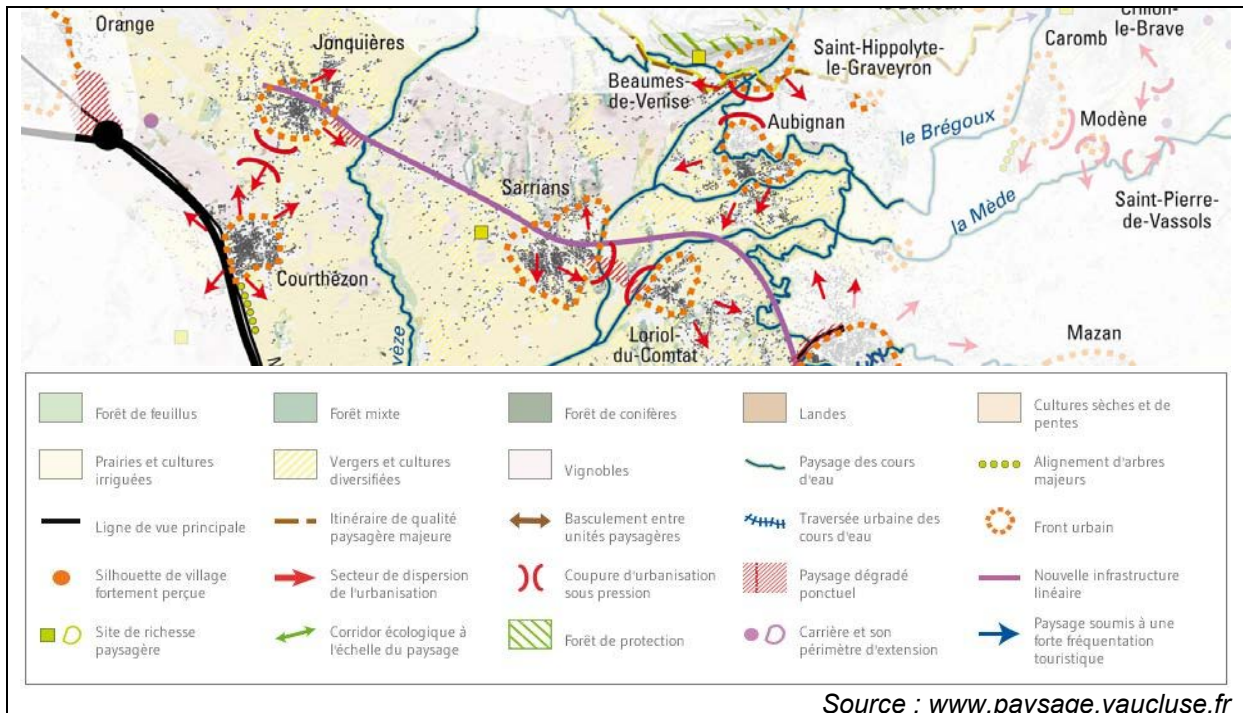 Orange
Jonquières
Saint-Hippolyte-
le-Graveyron
Caromb
-le-Brave
Beaumes-
de-Venise
Aubignan
le Brégoux
Modène
Sarrians
la Mède
Saint-Pierre-
de-Vassols
Courthézon
Loriol-
du-Comtat
Mazan
Forêt de feuillus
Forêt mixte
Forêt de conifères
Landes
Cultures sèches et de
pentes
Prairies et cultures
irriguées
Vergers et cultures
diversifiées
Vignobles
Paysage des cours
d'eau
Alignement d'arbres
majeurs
Ligne de vue principale
Itinéraire de qualité
paysagère majeure
Basculement entre
unités paysagères
Traversée urbaine des
cours d'eau
Front urbain
Silhouette de village
fortement perçue
Secteur de dispersion
de l'urbanisation
Coupure d'urbanisation
sous pression
Paysage dégradé
ponctuel
Nouvelle infrastructure
linéaire
Site de richesse
paysagère
Corridor écologique à
l'échelle du paysage
Forêt de protection
Carrière et son
périmètre d'extension
Paysage soumis à une
forte fréquentation
touristique
Source : www.paysage.vaucluse.fr